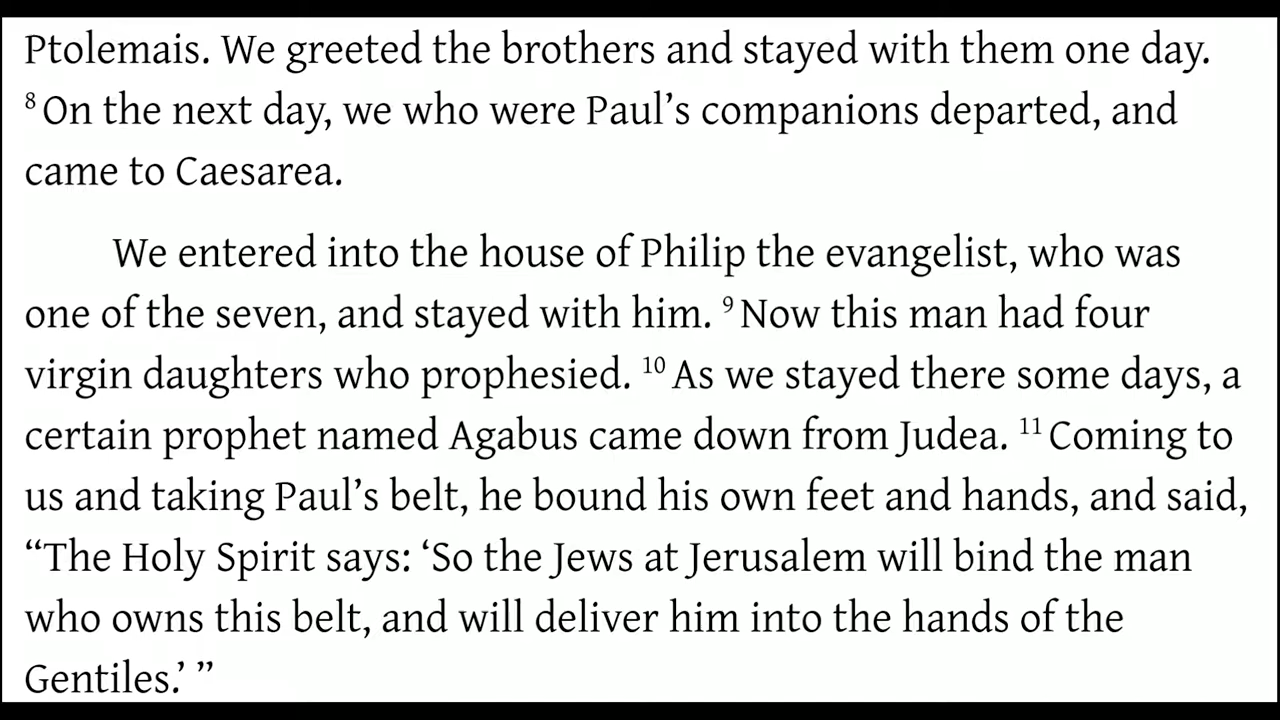 Ptolemais. We greeted the brothers and stayed with them one day.
⁸ On the next day, we who were Paul’s companions departed, and
came to Caesarea.
We entered into the house of Philip the evangelist, who was
one of the seven, and stayed with him. ⁹ Now this man had four
virgin daughters who prophesied. ¹⁰ As we stayed there some days, a
certain prophet named Agabus came down from Judea. ¹¹ Coming to
us and taking Paul’s belt, he bound his own feet and hands, and said,
“The Holy Spirit says: ‘So the Jews at Jerusalem will bind the man
who owns this belt, and will deliver him into the hands of the
Gentiles.’ ”